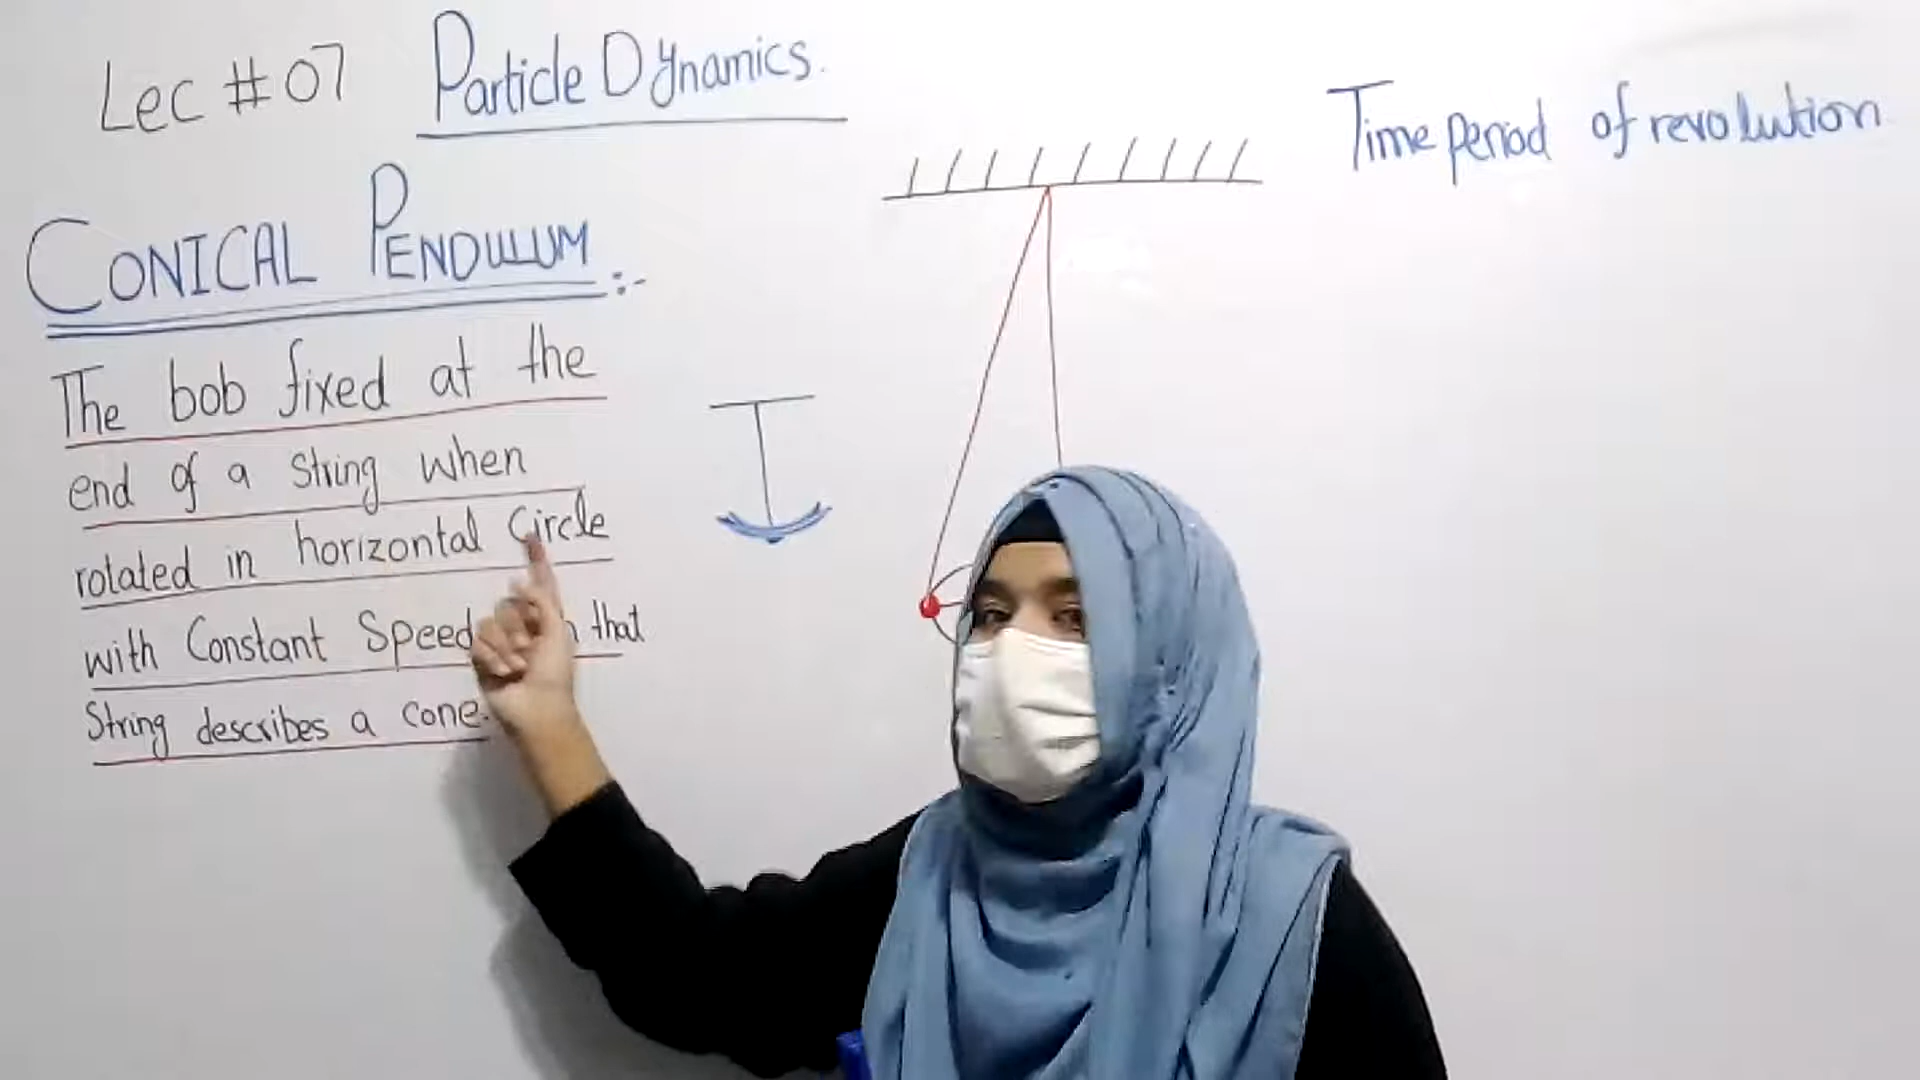 Lec # 07 Particle Dynamics.
Time period of revolution
CONICAL PENDULUM :-
The bob fixed at the
end of a string when
rotated in horizontal Circle
with Constant Speed that
String describes a cone.